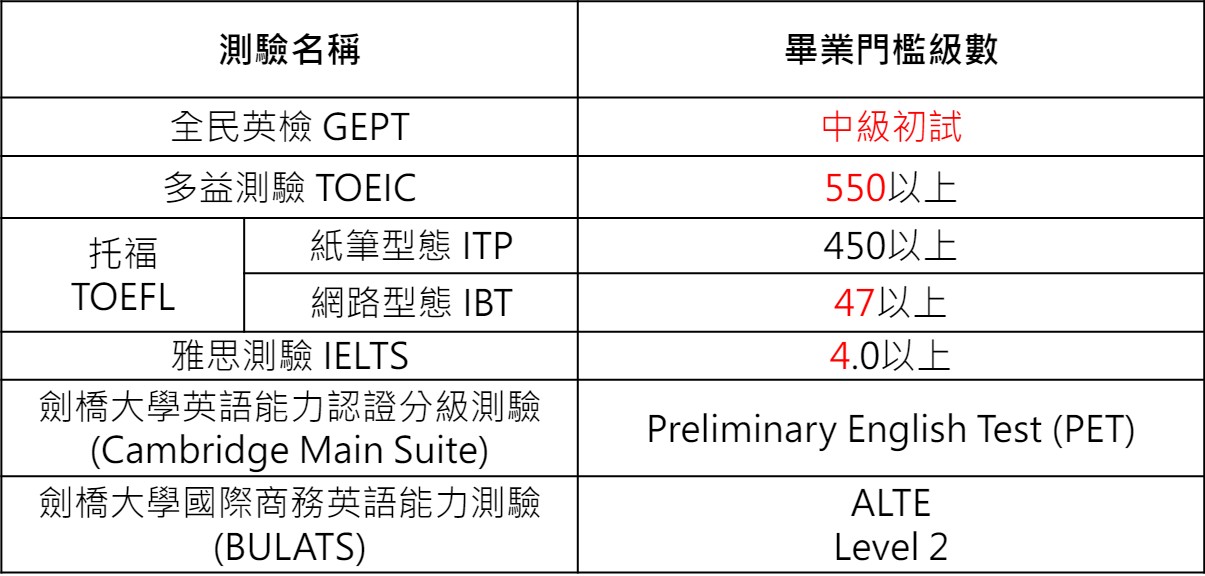 測驗名稱 畢業門檻級數
全民英檢 GEPT 中級初試
多益測驗 TOEIC 550以上
托福
TOEFL
紙筆型態 ITP 450以上
網路型態 IBT 47以上
雅思測驗 IELTS 4.0以上
劍橋大學英語能力認證分級測驗
(Cambridge Main Suite)
Preliminary English Test (PET)
劍橋大學國際商務英語能力測驗
(BULATS)
ALTE
Level 2